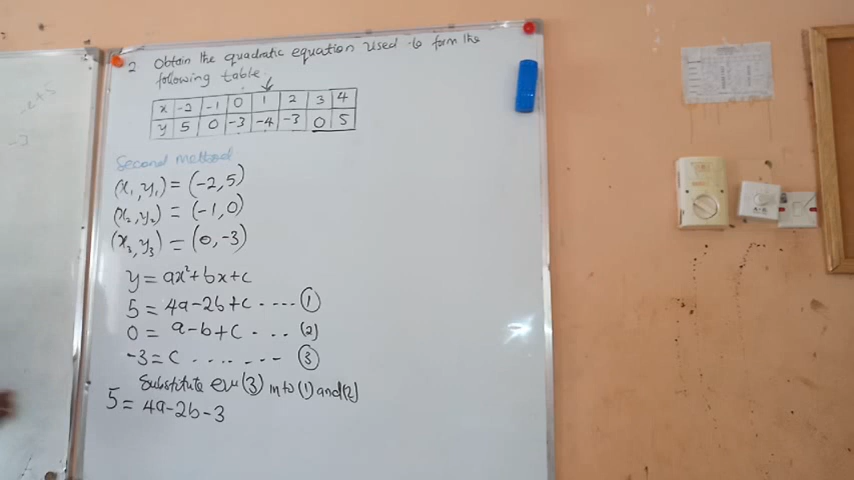 2 Obtain the quadratic equation used to form the
following table
x -2 -1 0 1 2 3 4
y 5 0 -3 -4 -3 0 5
Second method
(x₁,y₁) = (-2,5)
(x₂,y₂) = (-1,0)
(x₃,y₃) = (0,-3)
y = ax²+bx+c
5 = 4a-2b+c ---- ①
0 = a-b+c - - - (2)
-3 = c - - - - - - - ③
Substitute equ(3) into (1) and (2)
5 = 4a-2b-3
-e+5
-3